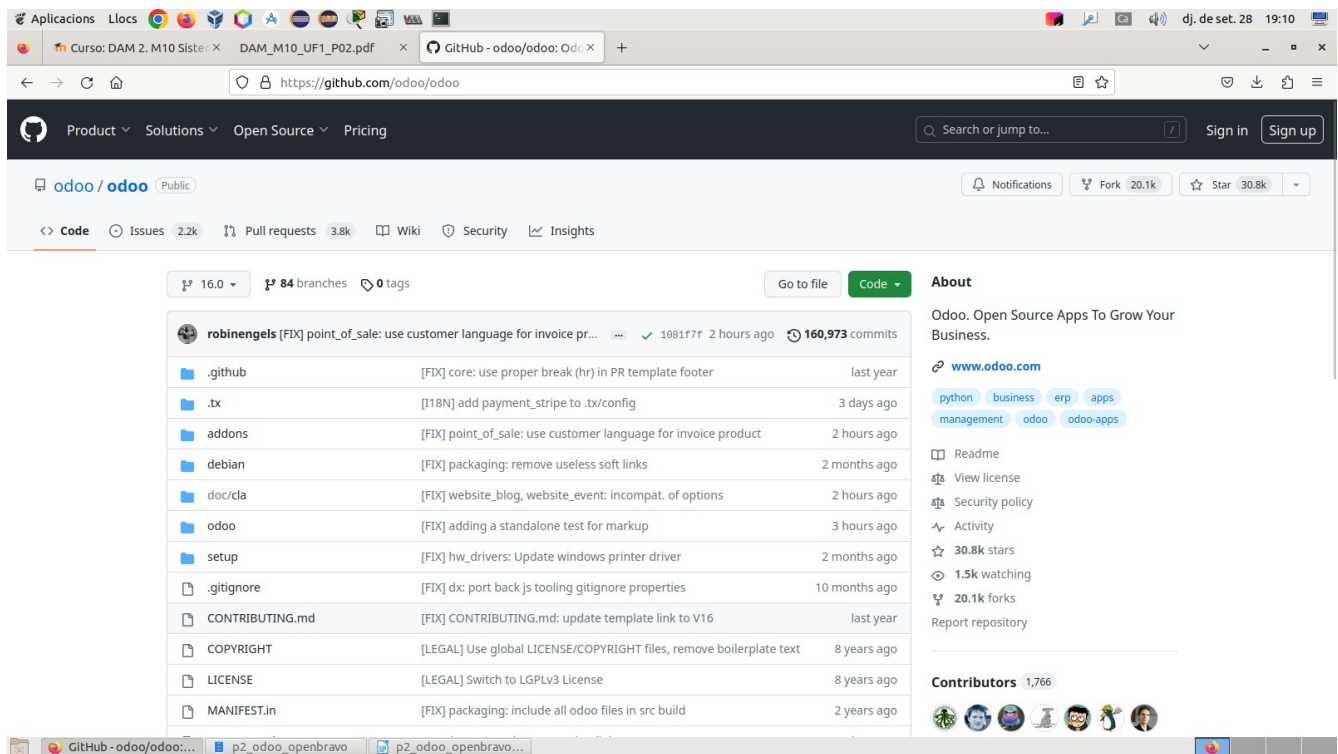 Aplicacions Llocs Ca dj. de set. 28 19:10
Curso: DAM 2. M10 Siste × DAM_M10_UF1_P02.pdf × GitHub - odoo/odoo: Odo × +
https://github.com/odoo/odoo
Product Solutions Open Source Pricing Search or jump to... / Sign in Sign up
odoo / odoo Public Notifications Fork 20.1k Star 30.8k
<> Code Issues 2.2k Pull requests 3.8k Wiki Security Insights
16.0 84 branches 0 tags Go to file Code About
Odoo. Open Source Apps To Grow Your
Business.
robinengels [FIX] point_of_sale: use customer language for invoice pr... ... 1081f7f 2 hours ago 160,973 commits
www.odoo.com
.github [FIX] core: use proper break (hr) in PR template footer last year
.tx [I18N] add payment_stripe to .tx/config 3 days ago
python business erp apps
management odoo odoo-apps
addons [FIX] point_of_sale: use customer language for invoice product 2 hours ago
Readme
debian [FIX] packaging: remove useless soft links 2 months ago
View license
doc/cla [FIX] website_blog, website_event: incompat. of options 2 hours ago
Security policy
odoo [FIX] adding a standalone test for markup 3 hours ago
Activity
setup [FIX] hw_drivers: Update windows printer driver 2 months ago
30.8k stars
1.5k watching
.gitignore [FIX] dx: port back js tooling gitignore properties 10 months ago
20.1k forks
CONTRIBUTING.md [FIX] CONTRIBUTING.md: update template link to V16 last year
Report repository
COPYRIGHT [LEGAL] Use global LICENSE/COPYRIGHT files, remove boilerplate text 8 years ago
LICENSE [LEGAL] Switch to LGPLv3 License 8 years ago
Contributors 1,766
MANIFEST.in [FIX] packaging: include all odoo files in src build 2 years ago
GitHub - odoo/odoo:... p2_odoo_openbravo p2_odoo_openbravo...